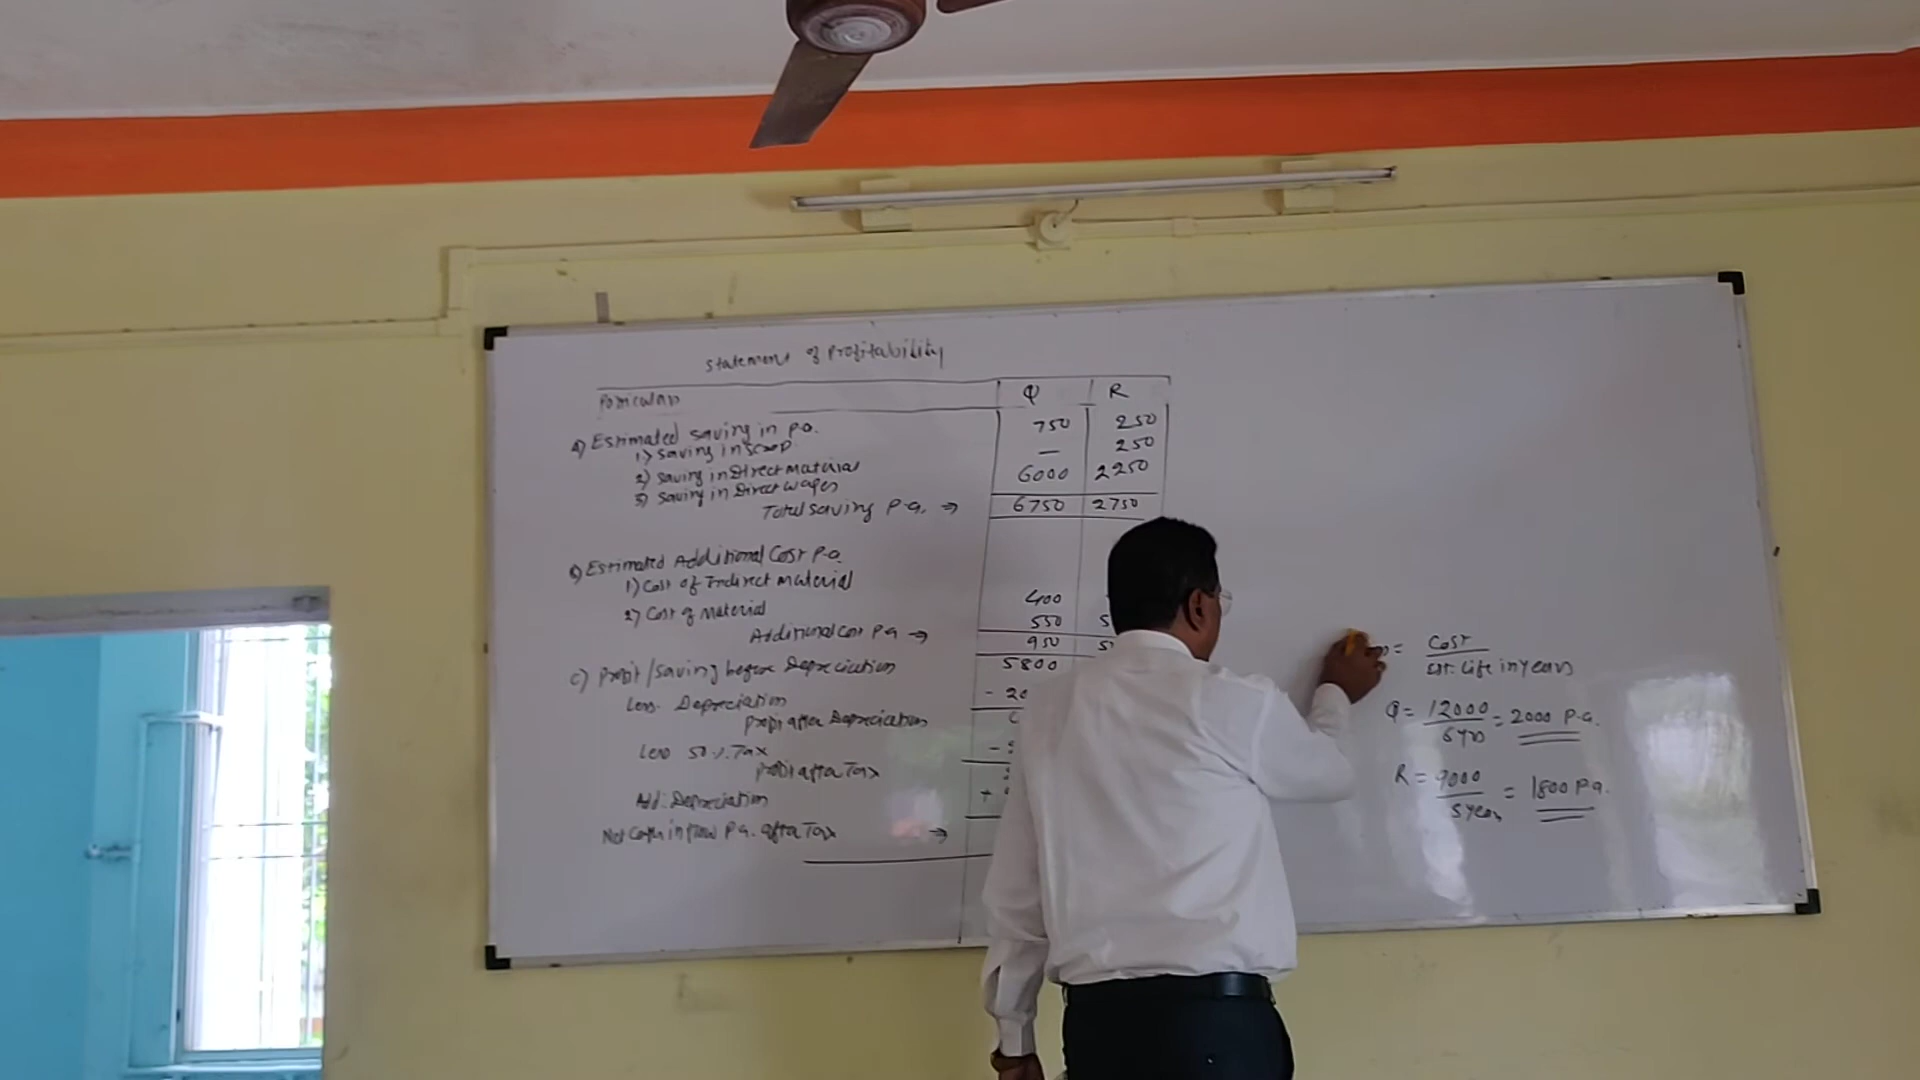 Statement of Profitability
Particulars Q R
A) Estimated saving in P.a.
1) Saving in Scrap 750 250
2) Saving in Direct Material — 250
3) Saving in Direct Wages 6000 2250
Total Saving P.a. → 6750 2750
B) Estimated Additional Cost P.a.
1) Cost of Indirect Material 400
2) Cost of Material 550
Additional Cost P.a → 950
C) Profit / Saving before Depreciation 5800
Less. Depreciation - 20
Profit after Depreciation
Less 50 % Tax -
Profit after Tax
Add: Depreciation +
Net Cash inflow P.a. after Tax →
= Cost / Est. Life in years
Q = 12000 / 6 yrs = 2000 P.a.
R = 9000 / 5 year = 1800 P.a.